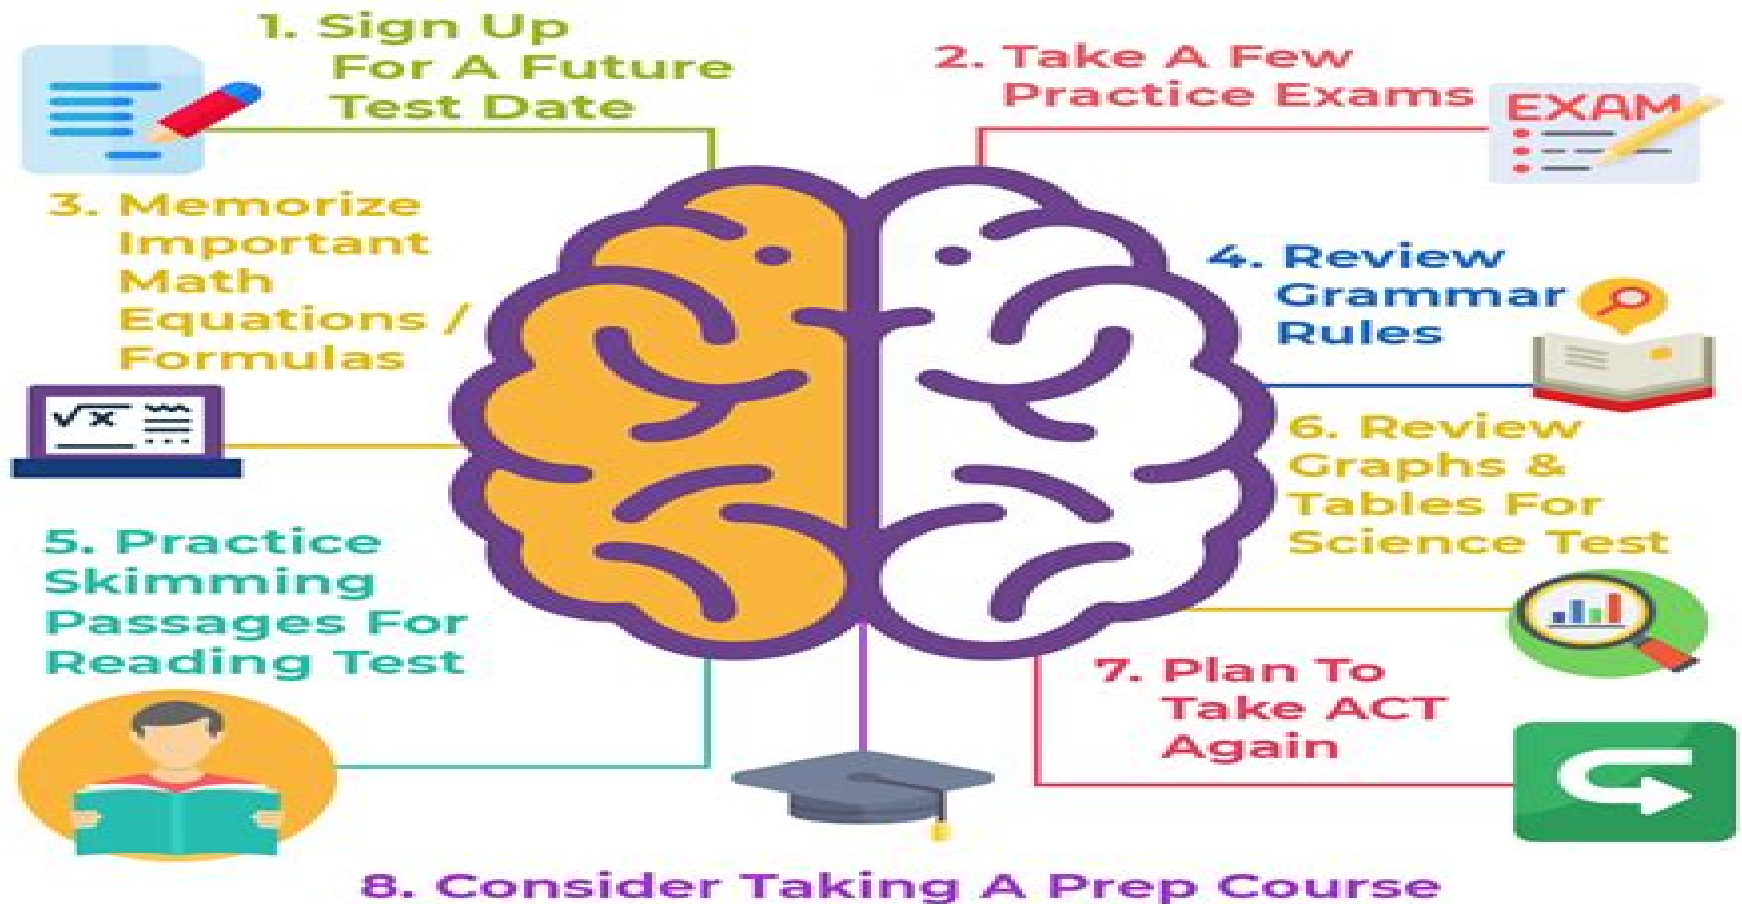 1. Sign Up
For A Future
Test Date
2. Take A Few
Practice Exams
EXAM
3. Memorize
Important
Math
Equations /
Formulas
√x
4. Review
Grammar
Rules
5. Practice
Skimming
Passages For
Reading Test
6. Review
Graphs &
Tables For
Science Test
7. Plan To
Take ACT
Again
8. Consider Taking A Prep Course